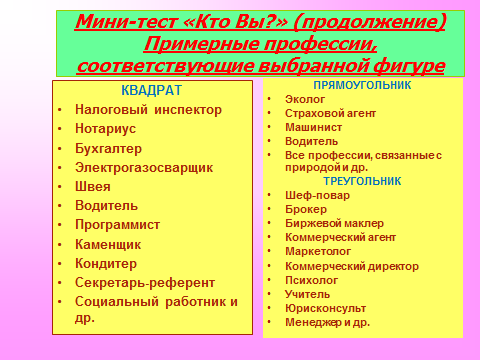 Мини-тест «Кто Вы?» (продолжение)
Примерные профессии,
соответствующие выбранной фигуре
КВАДРАТ
• Налоговый инспектор
• Нотариус
• Бухгалтер
• Электрогазосварщик
• Швея
• Водитель
• Программист
• Каменщик
• Кондитер
• Секретарь-референт
• Социальный работник и
др.
ПРЯМОУГОЛЬНИК
• Эколог
• Страховой агент
• Машинист
• Водитель
• Все профессии, связанные с
природой и др.
ТРЕУГОЛЬНИК
• Шеф-повар
• Брокер
• Биржевой маклер
• Коммерческий агент
• Маркетолог
• Коммерческий директор
• Психолог
• Учитель
• Юрисконсульт
• Менеджер и др.